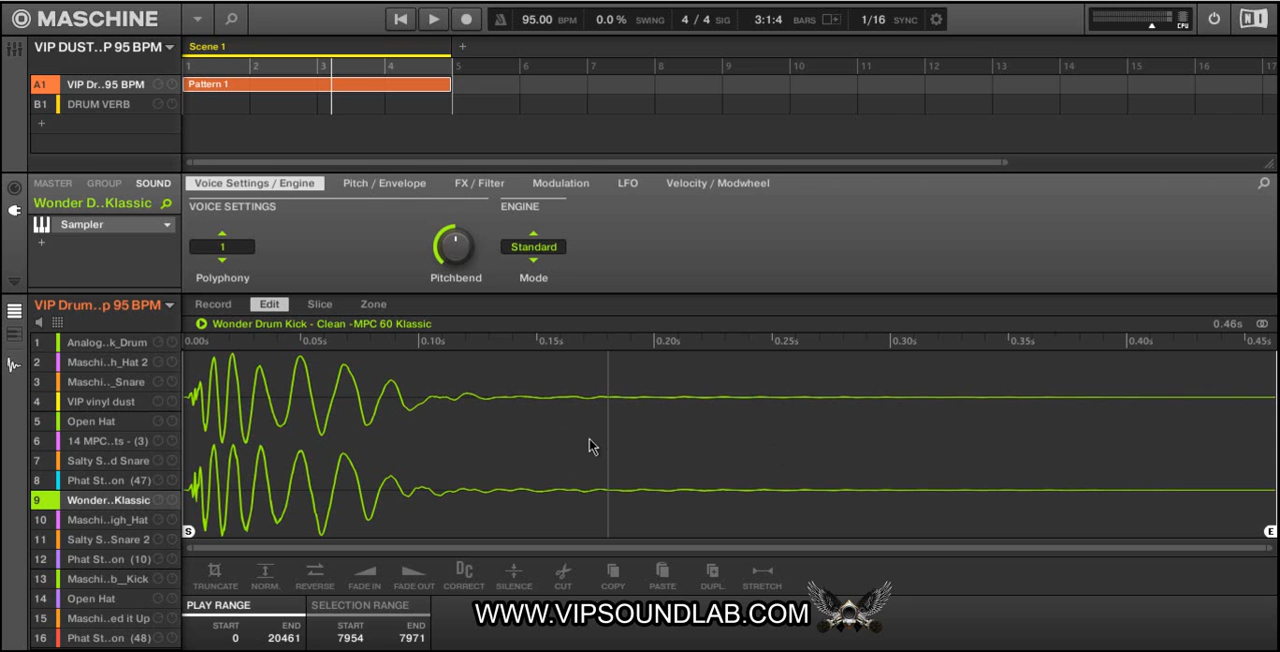 MASCHINE
95.00 BPM 0.0 % SWING 4 / 4 SIG 3:1:4 BARS 1/16 SYNC
CPU
NI
VIP DUST..P 95 BPM
Scene 1
1 2 3 4 5 6 7 8 9 10 11 12 13 14 15 16 17
A1 VIP Dr..95 BPM
Pattern 1
B1 DRUM VERB
MASTER GROUP SOUND
Voice Settings / Engine Pitch / Envelope FX / Filter Modulation LFO Velocity / Modwheel
Wonder D..Klassic
VOICE SETTINGS ENGINE
Sampler
1 Standard
Polyphony Pitchbend Mode
VIP Drum..p 95 BPM
Record Edit Slice Zone
Wonder Drum Kick - Clean -MPC 60 Klassic
0.46s
0.00s 0.05s 0.10s 0.15s 0.20s 0.25s 0.30s 0.35s 0.40s 0.45s
1 Analog..k_Drum
2 Maschi..h_Hat 2
3 Maschi.._Snare
4 VIP vinyl dust
5 Open Hat
6 14 MPC..ts - (3)
7 Salty S..d Snare
8 Phat St..on (47)
9 Wonder..Klassic
10 Maschi..igh_Hat
11 Salty S..Snare 2
12 Phat St..on (10)
13 Maschi..b__Kick
14 Open Hat
15 Maschi..ed it Up
16 Phat St..on (48)
S
E
DC
TRUNCATE NORM. REVERSE FADE IN FADE OUT CORRECT SILENCE CUT COPY PASTE DUPL. STRETCH
PLAY RANGE SELECTION RANGE
START END START END
0 20461 7954 7971
WWW.VIPSOUNDLAB.COM